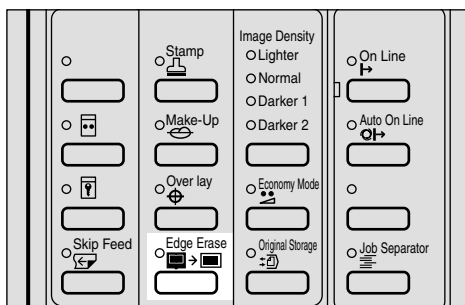 Stamp
Make-Up
Over lay
Skip Feed
Edge Erase
Image Density
Lighter
Normal
Darker 1
Darker 2
Economy Mode
Original Storage
On Line
Auto On Line
Job Separator